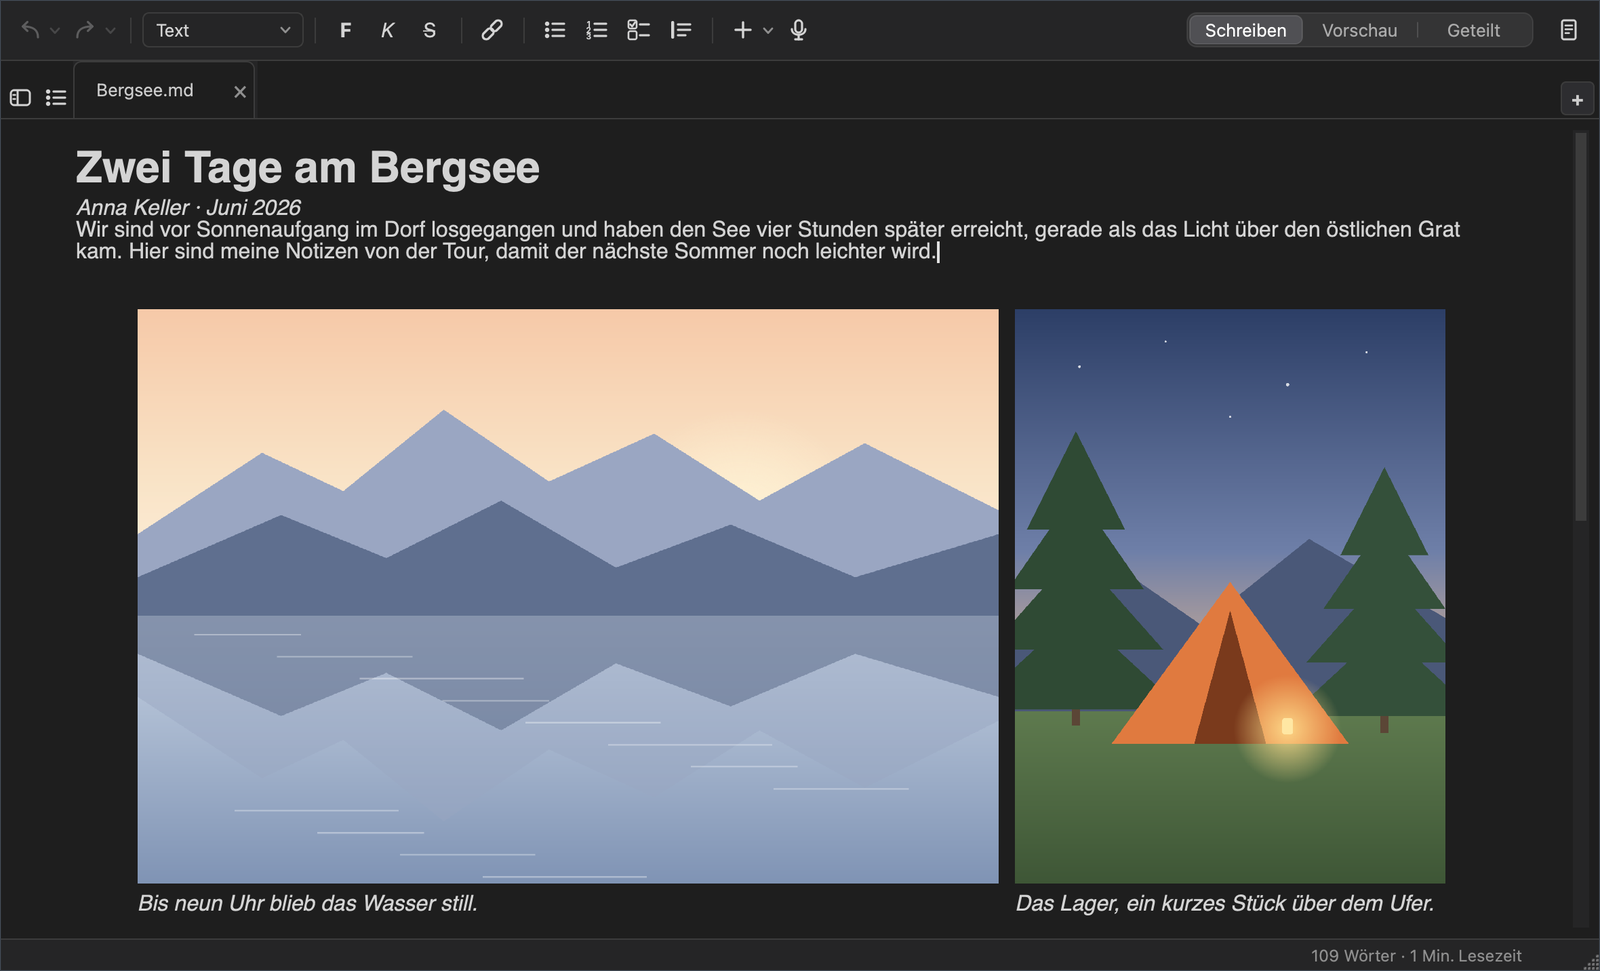 Text
F K S
Schreiben Vorschau Geteilt
Bergsee.md
Zwei Tage am Bergsee
Anna Keller · Juni 2026
Wir sind vor Sonnenaufgang im Dorf losgegangen und haben den See vier Stunden später erreicht, gerade als das Licht über den östlichen Grat
kam. Hier sind meine Notizen von der Tour, damit der nächste Sommer noch leichter wird.
Bis neun Uhr blieb das Wasser still.
Das Lager, ein kurzes Stück über dem Ufer.
109 Wörter · 1 Min. Lesezeit